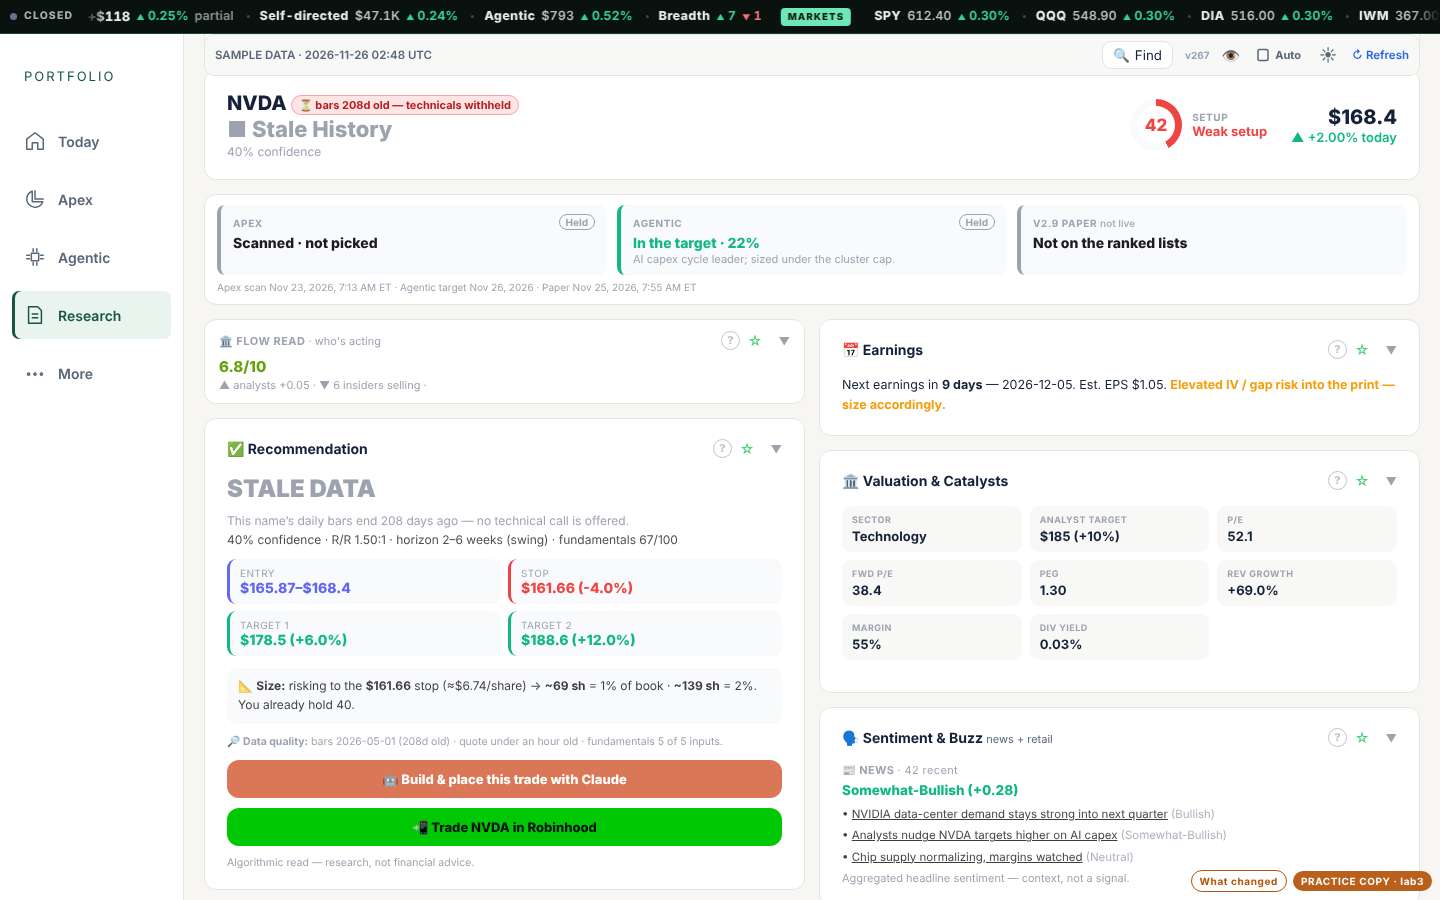 CLOSED +$118 ▲ 0.25% partial · Self-directed $47.1K ▲ 0.24% · Agentic $793 ▲ 0.52% · Breadth ▲ 7 ▼ 1 MARKETS SPY 612.40 ▲ 0.30% · QQQ 548.90 ▲ 0.30% · DIA 516.00 ▲ 0.30% · IWM 367.00
PORTFOLIO
Today
Apex
Agentic
Research
More
SAMPLE DATA · 2026-11-26 02:48 UTC
Find
v267
Auto
Refresh
NVDA
bars 208d old — technicals withheld
Stale History
40% confidence
42
SETUP
Weak setup
$168.4
▲ +2.00% today
APEX
Held
Scanned · not picked
AGENTIC
Held
In the target · 22%
AI capex cycle leader; sized under the cluster cap.
V2.9 PAPER not live
Not on the ranked lists
Apex scan Nov 23, 2026, 7:13 AM ET · Agentic target Nov 26, 2026 · Paper Nov 25, 2026, 7:55 AM ET
FLOW READ · who's acting
?
6.8/10
▲ analysts +0.05 · ▼ 6 insiders selling ·
Recommendation
?
STALE DATA
This name's daily bars end 208 days ago — no technical call is offered.
40% confidence · R/R 1.50:1 · horizon 2–6 weeks (swing) · fundamentals 67/100
ENTRY
$165.87–$168.4
STOP
$161.66 (-4.0%)
TARGET 1
$178.5 (+6.0%)
TARGET 2
$188.6 (+12.0%)
Size: risking to the $161.66 stop (≈$6.74/share) → ~69 sh = 1% of book · ~139 sh = 2%.
You already hold 40.
Data quality: bars 2026-05-01 (208d old) · quote under an hour old · fundamentals 5 of 5 inputs.
Build & place this trade with Claude
Trade NVDA in Robinhood
Algorithmic read — research, not financial advice.
Earnings
?
Next earnings in 9 days — 2026-12-05. Est. EPS $1.05. Elevated IV / gap risk into the print —
size accordingly.
Valuation & Catalysts
?
SECTOR
Technology
ANALYST TARGET
$185 (+10%)
P/E
52.1
FWD P/E
38.4
PEG
1.30
REV GROWTH
+69.0%
MARGIN
55%
DIV YIELD
0.03%
Sentiment & Buzz news + retail
?
NEWS · 42 recent
Somewhat-Bullish (+0.28)
• NVIDIA data-center demand stays strong into next quarter (Bullish)
• Analysts nudge NVDA targets higher on AI capex (Somewhat-Bullish)
• Chip supply normalizing, margins watched (Neutral)
Aggregated headline sentiment — context, not a signal.
What changed
PRACTICE COPY · lab3